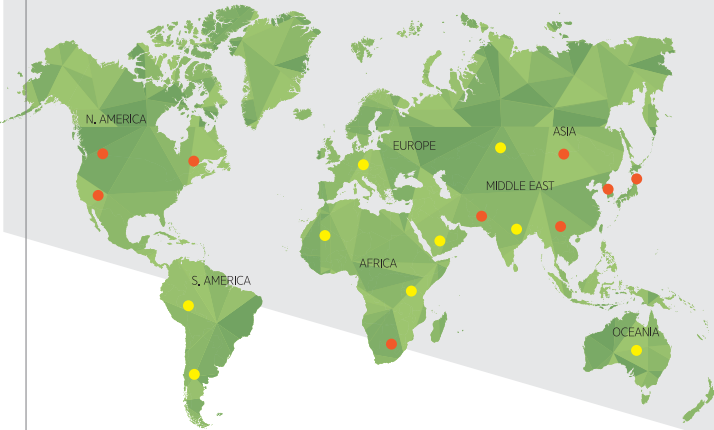 N. AMERICA
ASIA
EUROPE
MIDDLE EAST
AFRICA
S. AMERICA
OCEANIA